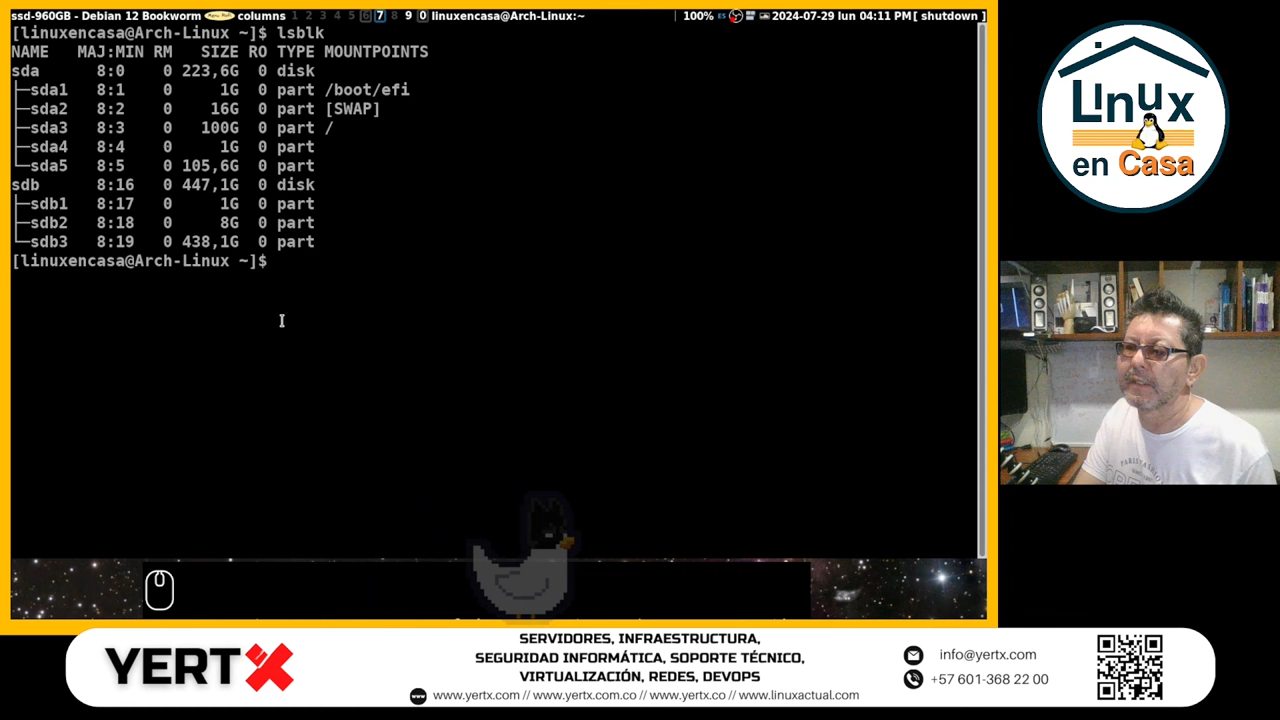 ssd-960GB - Debian 12 Bookworm columns 1 2 3 4 5 6 7 8 9 0 linuxencasa@Arch-Linux:~ 100% ES 2024-07-29 lun 04:11 PM[ shutdown ]
[linuxencasa@Arch-Linux ~]$ lsblk
NAME MAJ:MIN RM SIZE RO TYPE MOUNTPOINTS
sda 8:0 0 223,6G 0 disk
├─sda1 8:1 0 1G 0 part /boot/efi
├─sda2 8:2 0 16G 0 part [SWAP]
├─sda3 8:3 0 100G 0 part /
├─sda4 8:4 0 1G 0 part
└─sda5 8:5 0 105,6G 0 part
sdb 8:16 0 447,1G 0 disk
├─sdb1 8:17 0 1G 0 part
├─sdb2 8:18 0 8G 0 part
└─sdb3 8:19 0 438,1G 0 part
[linuxencasa@Arch-Linux ~]$
Linux
en Casa
YERTX
SERVIDORES, INFRAESTRUCTURA,
SEGURIDAD INFORMÁTICA, SOPORTE TÉCNICO,
VIRTUALIZACIÓN, REDES, DEVOPS
www.yertx.com // www.yertx.com.co // www.yertx.co // www.linuxactual.com
info@yertx.com
+57 601-368 22 00